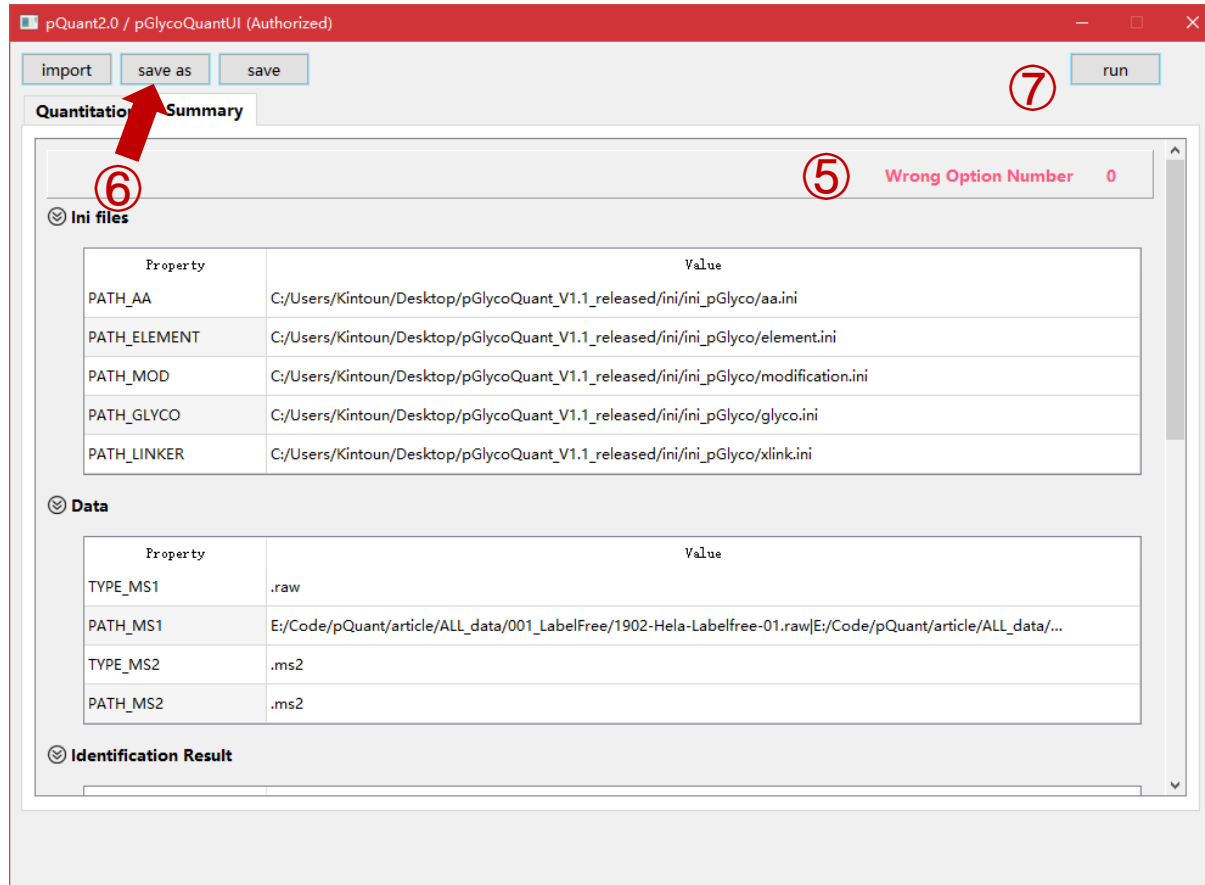 pQuant2.0 / pGlycoQuantUI (Authorized)
import save as save run
⑦
Quantitation Summary
⑥
⑤ Wrong Option Number 0
Ini files
Property Value
PATH_AA C:/Users/Kintoun/Desktop/pGlycoQuant_V1.1_released/ini/ini_pGlyco/aa.ini
PATH_ELEMENT C:/Users/Kintoun/Desktop/pGlycoQuant_V1.1_released/ini/ini_pGlyco/element.ini
PATH_MOD C:/Users/Kintoun/Desktop/pGlycoQuant_V1.1_released/ini/ini_pGlyco/modification.ini
PATH_GLYCO C:/Users/Kintoun/Desktop/pGlycoQuant_V1.1_released/ini/ini_pGlyco/glyco.ini
PATH_LINKER C:/Users/Kintoun/Desktop/pGlycoQuant_V1.1_released/ini/ini_pGlyco/xlink.ini
Data
Property Value
TYPE_MS1 .raw
PATH_MS1 E:/Code/pQuant/article/ALL_data/001_LabelFree/1902-Hela-Labelfree-01.raw|E:/Code/pQuant/article/ALL_data/...
TYPE_MS2 .ms2
PATH_MS2 .ms2
Identification Result